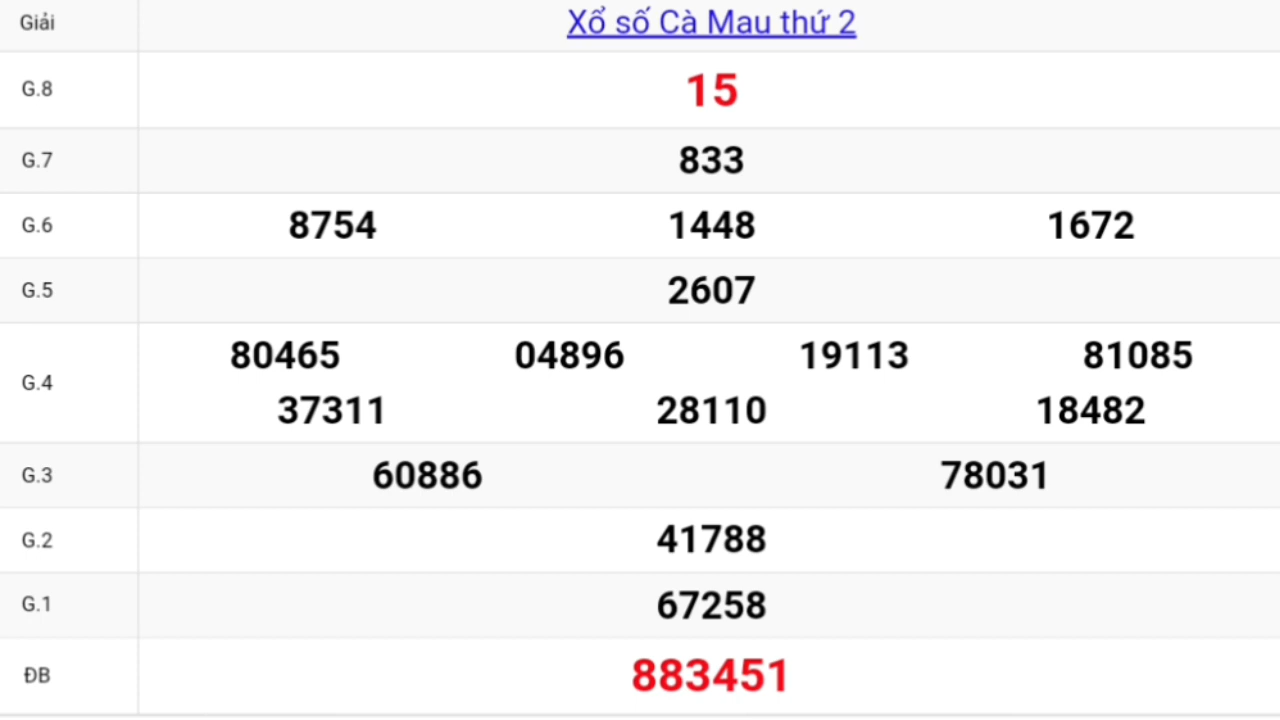 Giải Xổ số Cà Mau thứ 2
G.8 15
G.7 833
G.6 8754 1448 1672
G.5 2607
G.4 80465 04896 19113 81085
37311 28110 18482
G.3 60886 78031
G.2 41788
G.1 67258
ĐB 883451